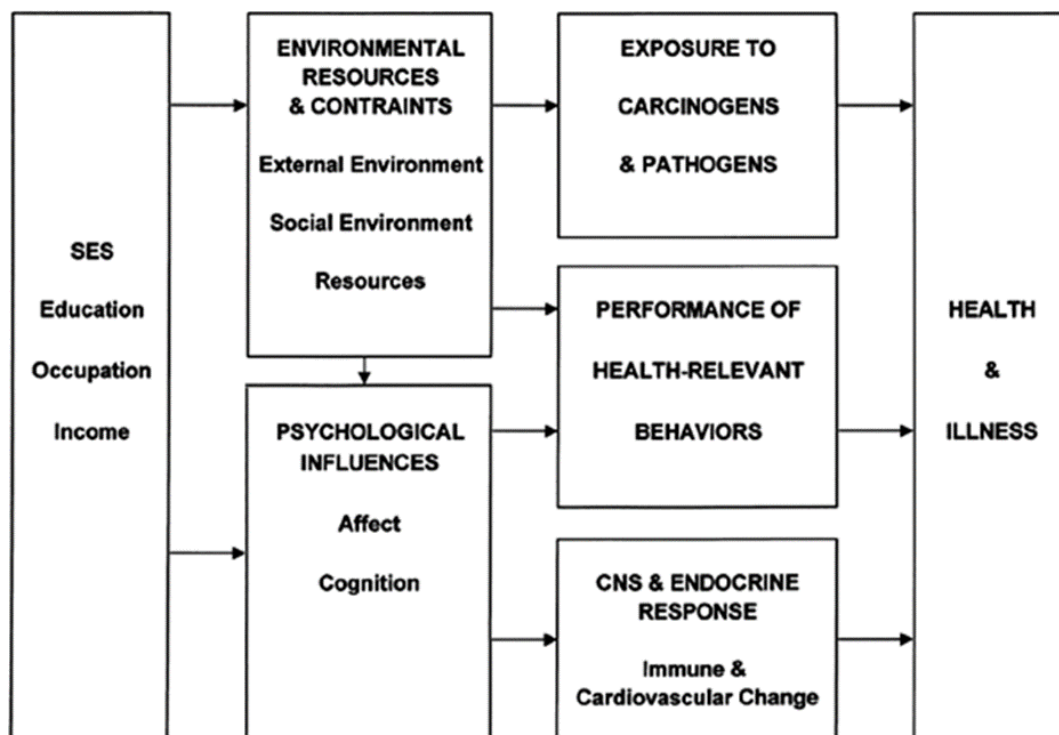 SES
Education
Occupation
Income
ENVIRONMENTAL
RESOURCES
& CONTRAINTS
External Environment
Social Environment
Resources
PSYCHOLOGICAL
INFLUENCES
Affect
Cognition
EXPOSURE TO
CARCINOGENS
& PATHOGENS
PERFORMANCE OF
HEALTH-RELEVANT
BEHAVIORS
CNS & ENDOCRINE
RESPONSE
Immune &
Cardiovascular Change
HEALTH
&
ILLNESS